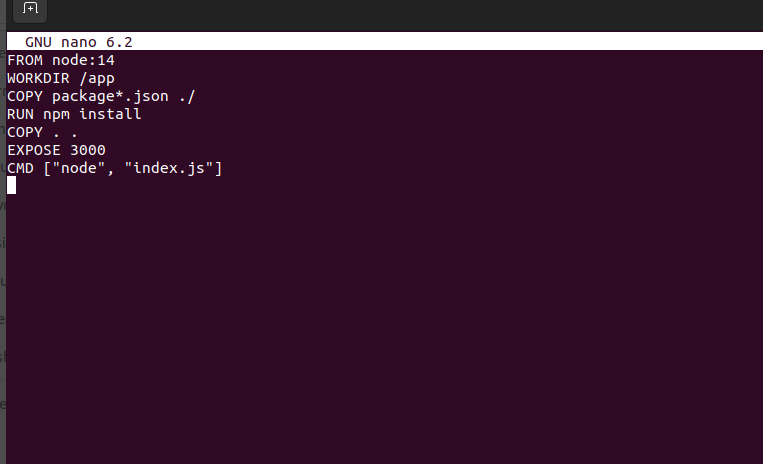 GNU nano 6.2
FROM node:14
WORKDIR /app
COPY package*.json ./
RUN npm install
COPY . .
EXPOSE 3000
CMD ["node", "index.js"]